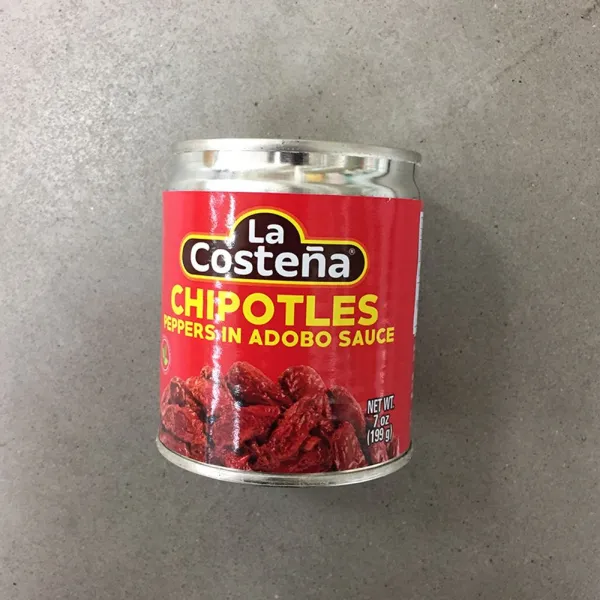 La
Costeña®
CHIPOTLES
PEPPERS IN ADOBO SAUCE
NET WT.
7 oz
(199 g)